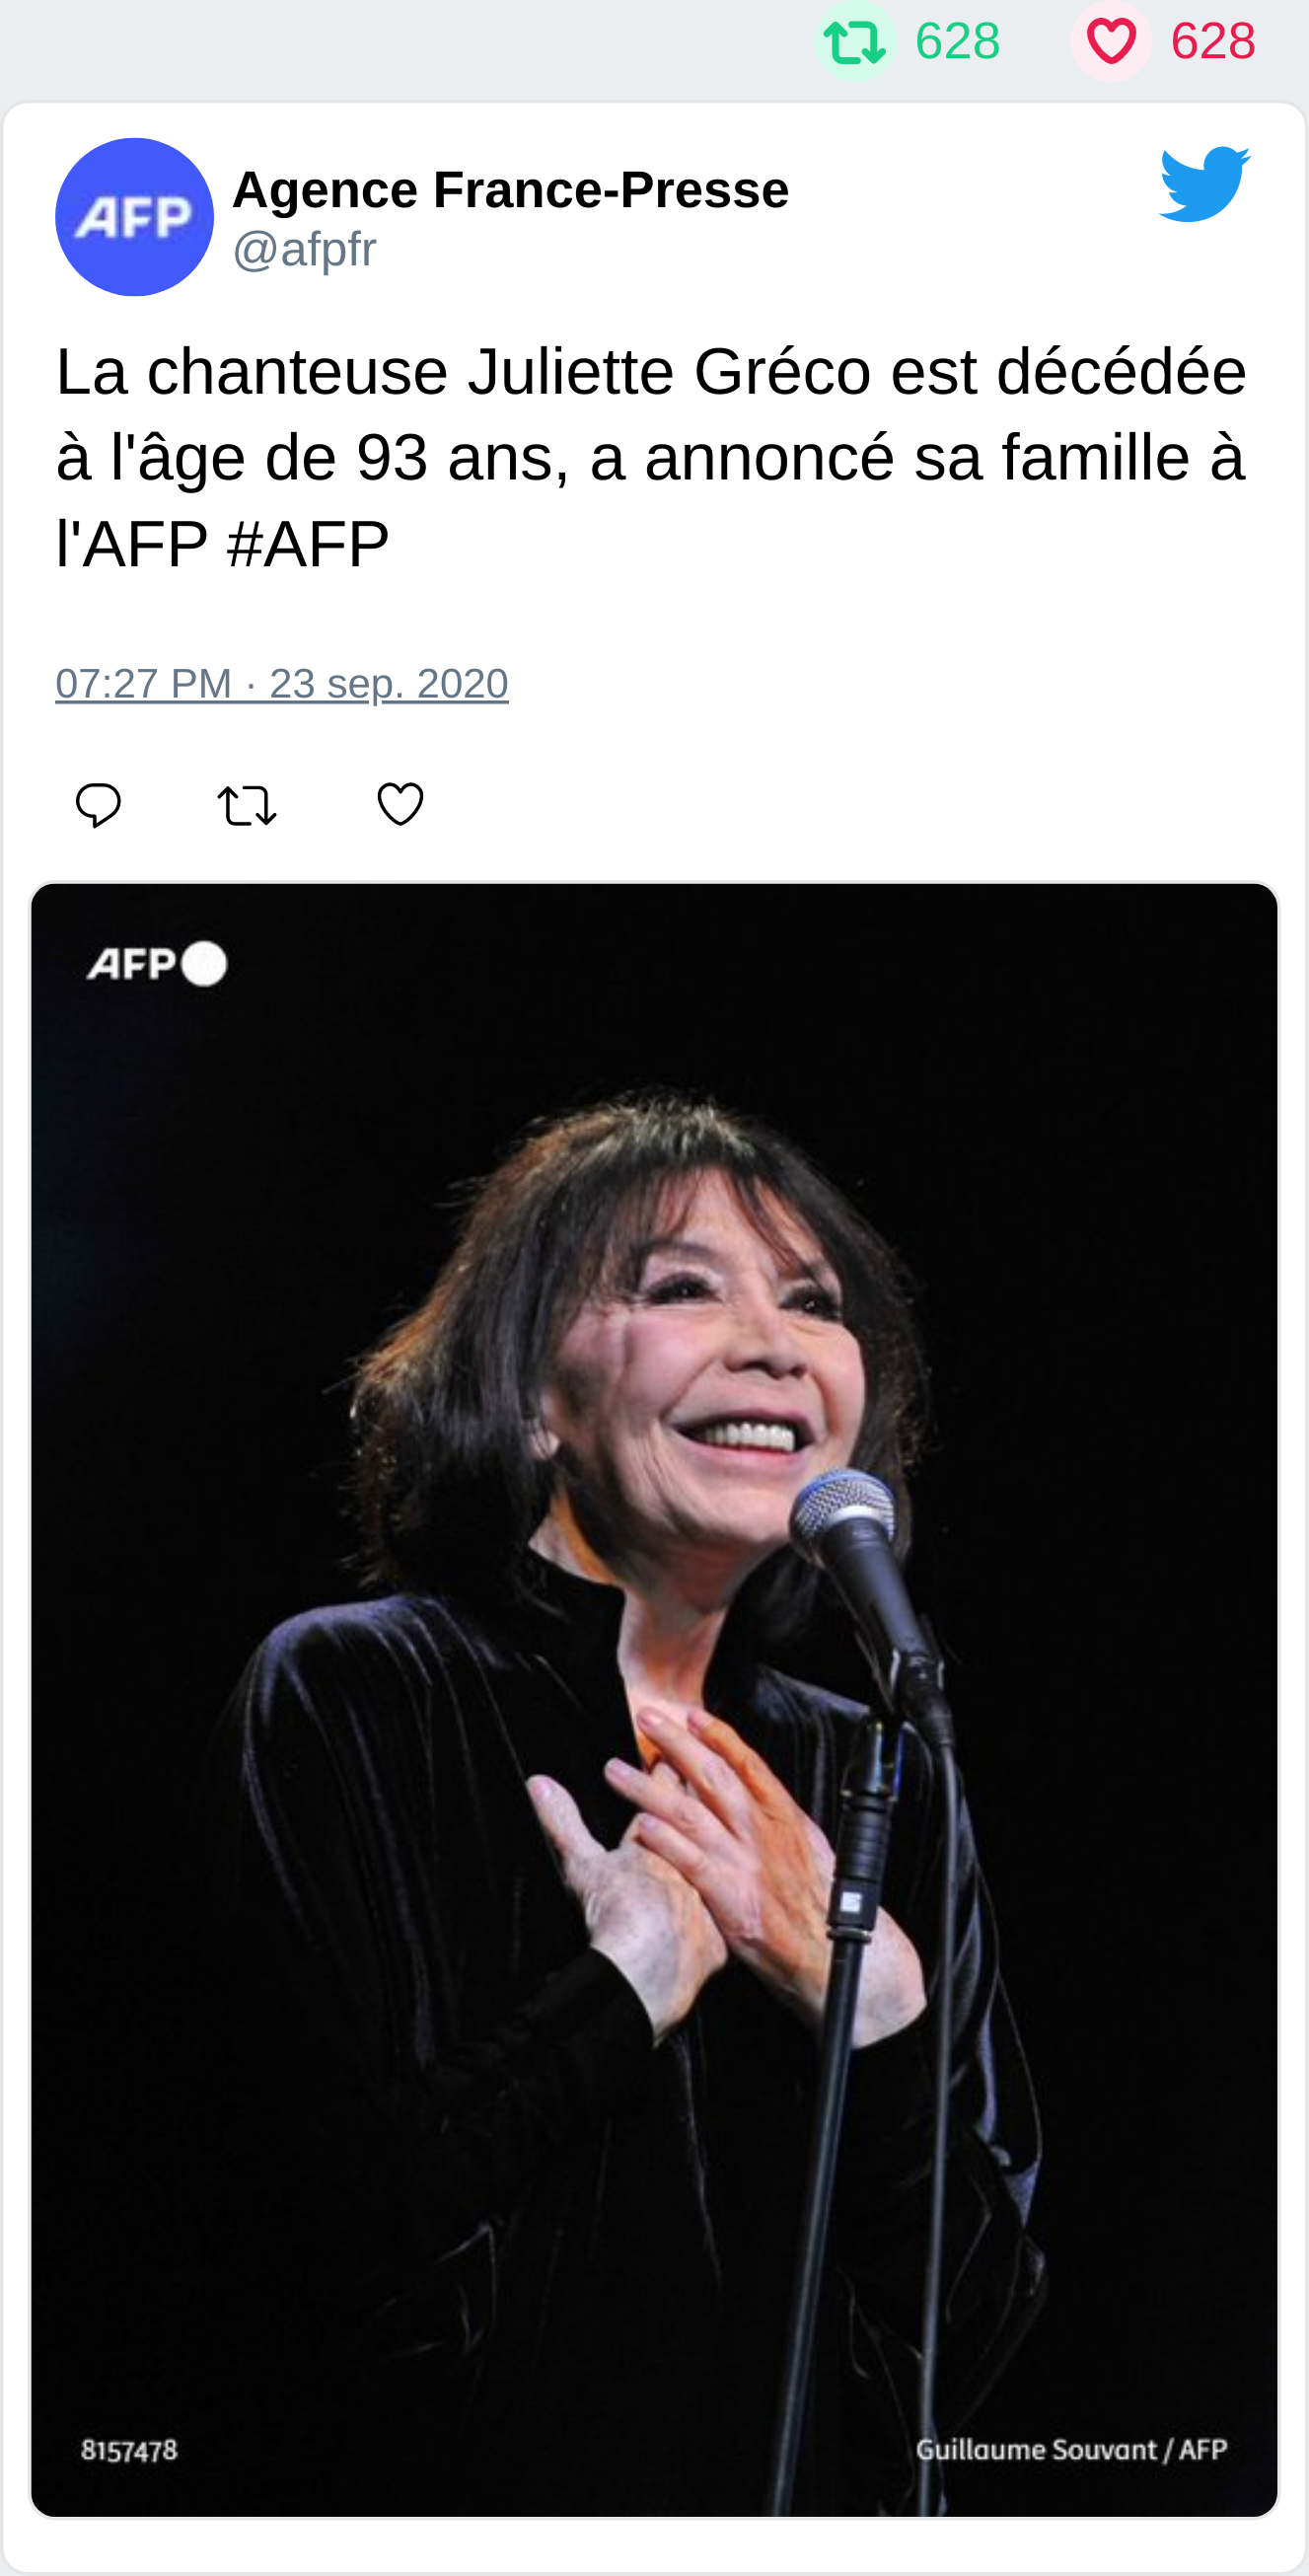 628 628
AFP
Agence France-Presse
@afpfr
La chanteuse Juliette Gréco est décédée
à l'âge de 93 ans, a annoncé sa famille à
l'AFP #AFP
07:27 PM · 23 sep. 2020
AFP
8157478
Guillaume Souvant / AFP